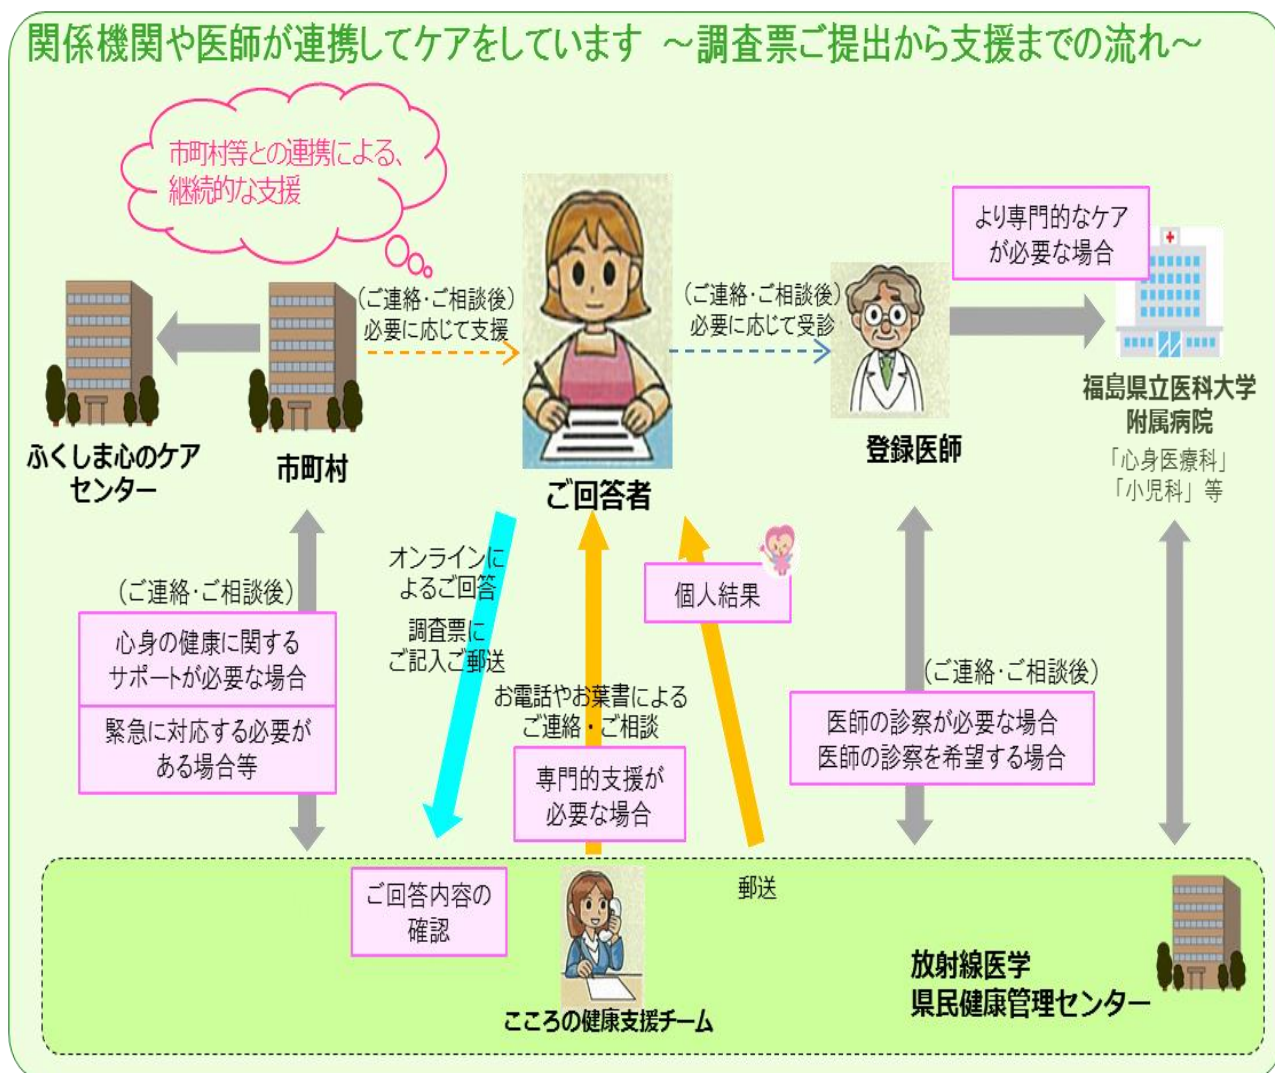 関係機関や医師が連携してケアをしています ～調査票ご提出から支援までの流れ～
市町村等との連携による、
継続的な支援
より専門的なケア
が必要な場合
(ご連絡・ご相談後)
必要に応じて支援
(ご連絡・ご相談後)
必要に応じて受診
ふくしま心のケア
センター
市町村
ご回答者
登録医師
福島県立医科大学
附属病院
「心身医療科」
「小児科」等
オンラインに
よるご回答
調査票に
ご記入ご郵送
個人結果
(ご連絡・ご相談後)
心身の健康に関する
サポートが必要な場合
緊急に対応する必要が
ある場合等
お電話やお葉書による
ご連絡・ご相談
専門的支援が
必要な場合
(ご連絡・ご相談後)
医師の診察が必要な場合
医師の診察を希望する場合
ご回答内容の
確認
郵送
こころの健康支援チーム
放射線医学
県民健康管理センター